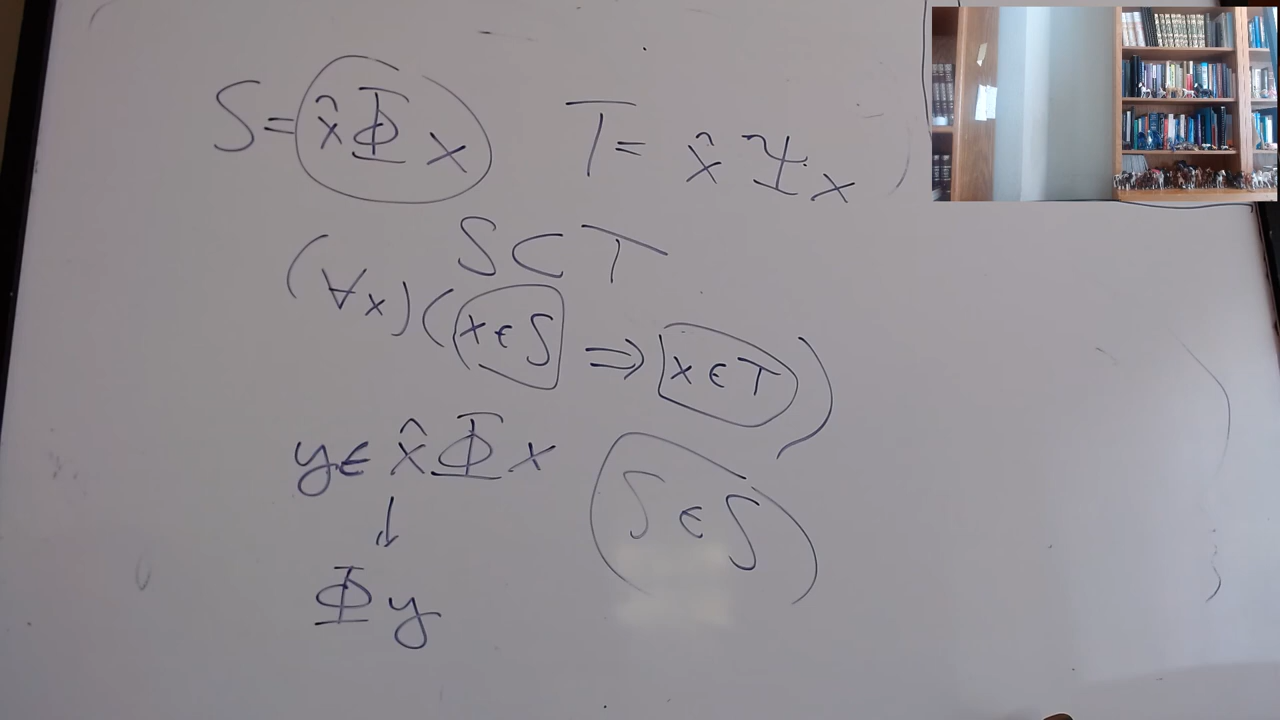 S = x̂Φx T = x̂Ψx
S ⊂ T
(∀x)(x ∈ S ⇒ x ∈ T)
y ∈ x̂Φx
S ∈ S
↓
Φy